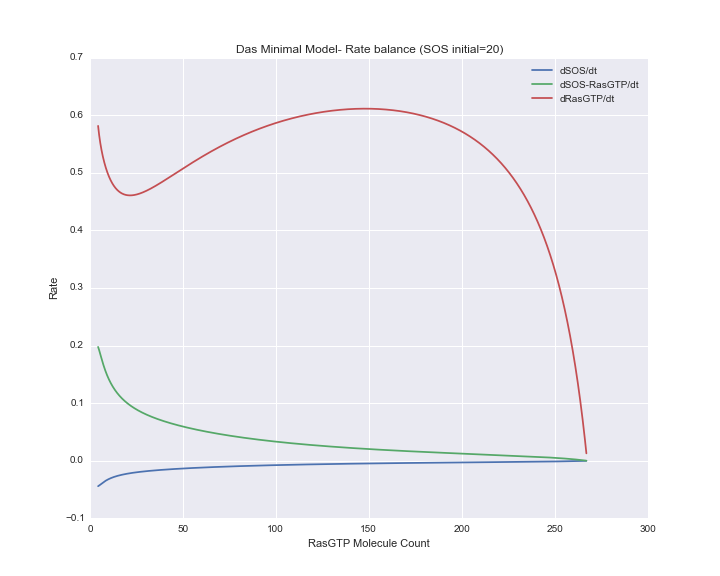 Das Minimal Model- Rate balance (SOS initial=20)
0.7
0.6
0.5
0.4
0.3
0.2
0.1
0.0
−0.1
Rate
dSOS/dt
dSOS-RasGTP/dt
dRasGTP/dt
0 50 100 150 200 250 300
RasGTP Molecule Count